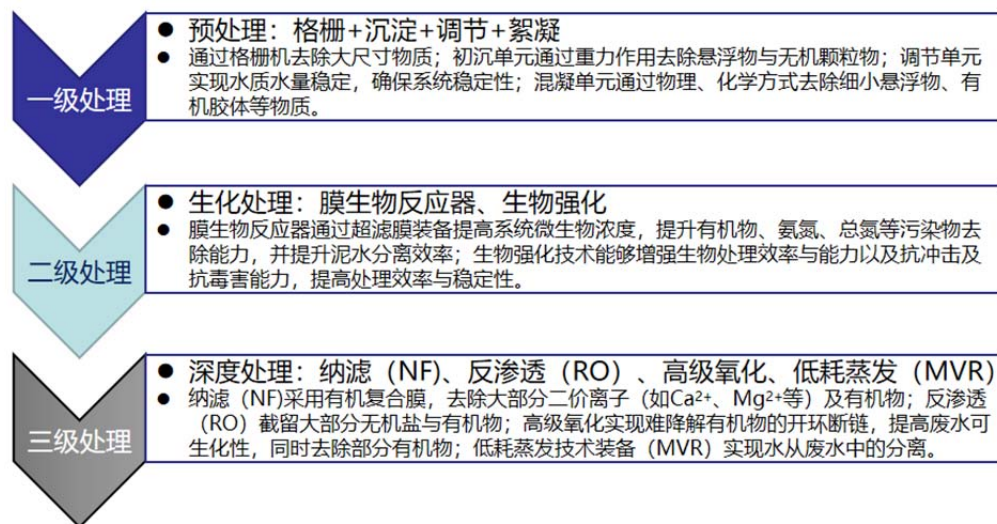 一级处理
● 预处理：格栅+沉淀+调节+絮凝
● 通过格栅机去除大尺寸物质；初沉单元通过重力作用去除悬浮物与无机颗粒物；调节单元
实现水质水量稳定，确保系统稳定性；混凝单元通过物理、化学方式去除细小悬浮物、有
机胶体等物质。
二级处理
● 生化处理：膜生物反应器、生物强化
● 膜生物反应器通过超滤膜装备提高系统微生物浓度，提升有机物、氨氮、总氮等污染物去
除能力，并提升泥水分离效率；生物强化技术能够增强生物处理效率与能力以及抗冲击及
抗毒害能力，提高处理效率与稳定性。
三级处理
● 深度处理：纳滤（NF)、反渗透（RO）、高级氧化、低耗蒸发（MVR）
● 纳滤（NF)采用有机复合膜，去除大部分二价离子（如Ca²⁺、Mg²⁺等）及有机物；反渗透
（RO）截留大部分无机盐与有机物；高级氧化实现难降解有机物的开环断链，提高废水可
生化性，同时去除部分有机物；低耗蒸发技术装备（MVR）实现水从废水中的分离。